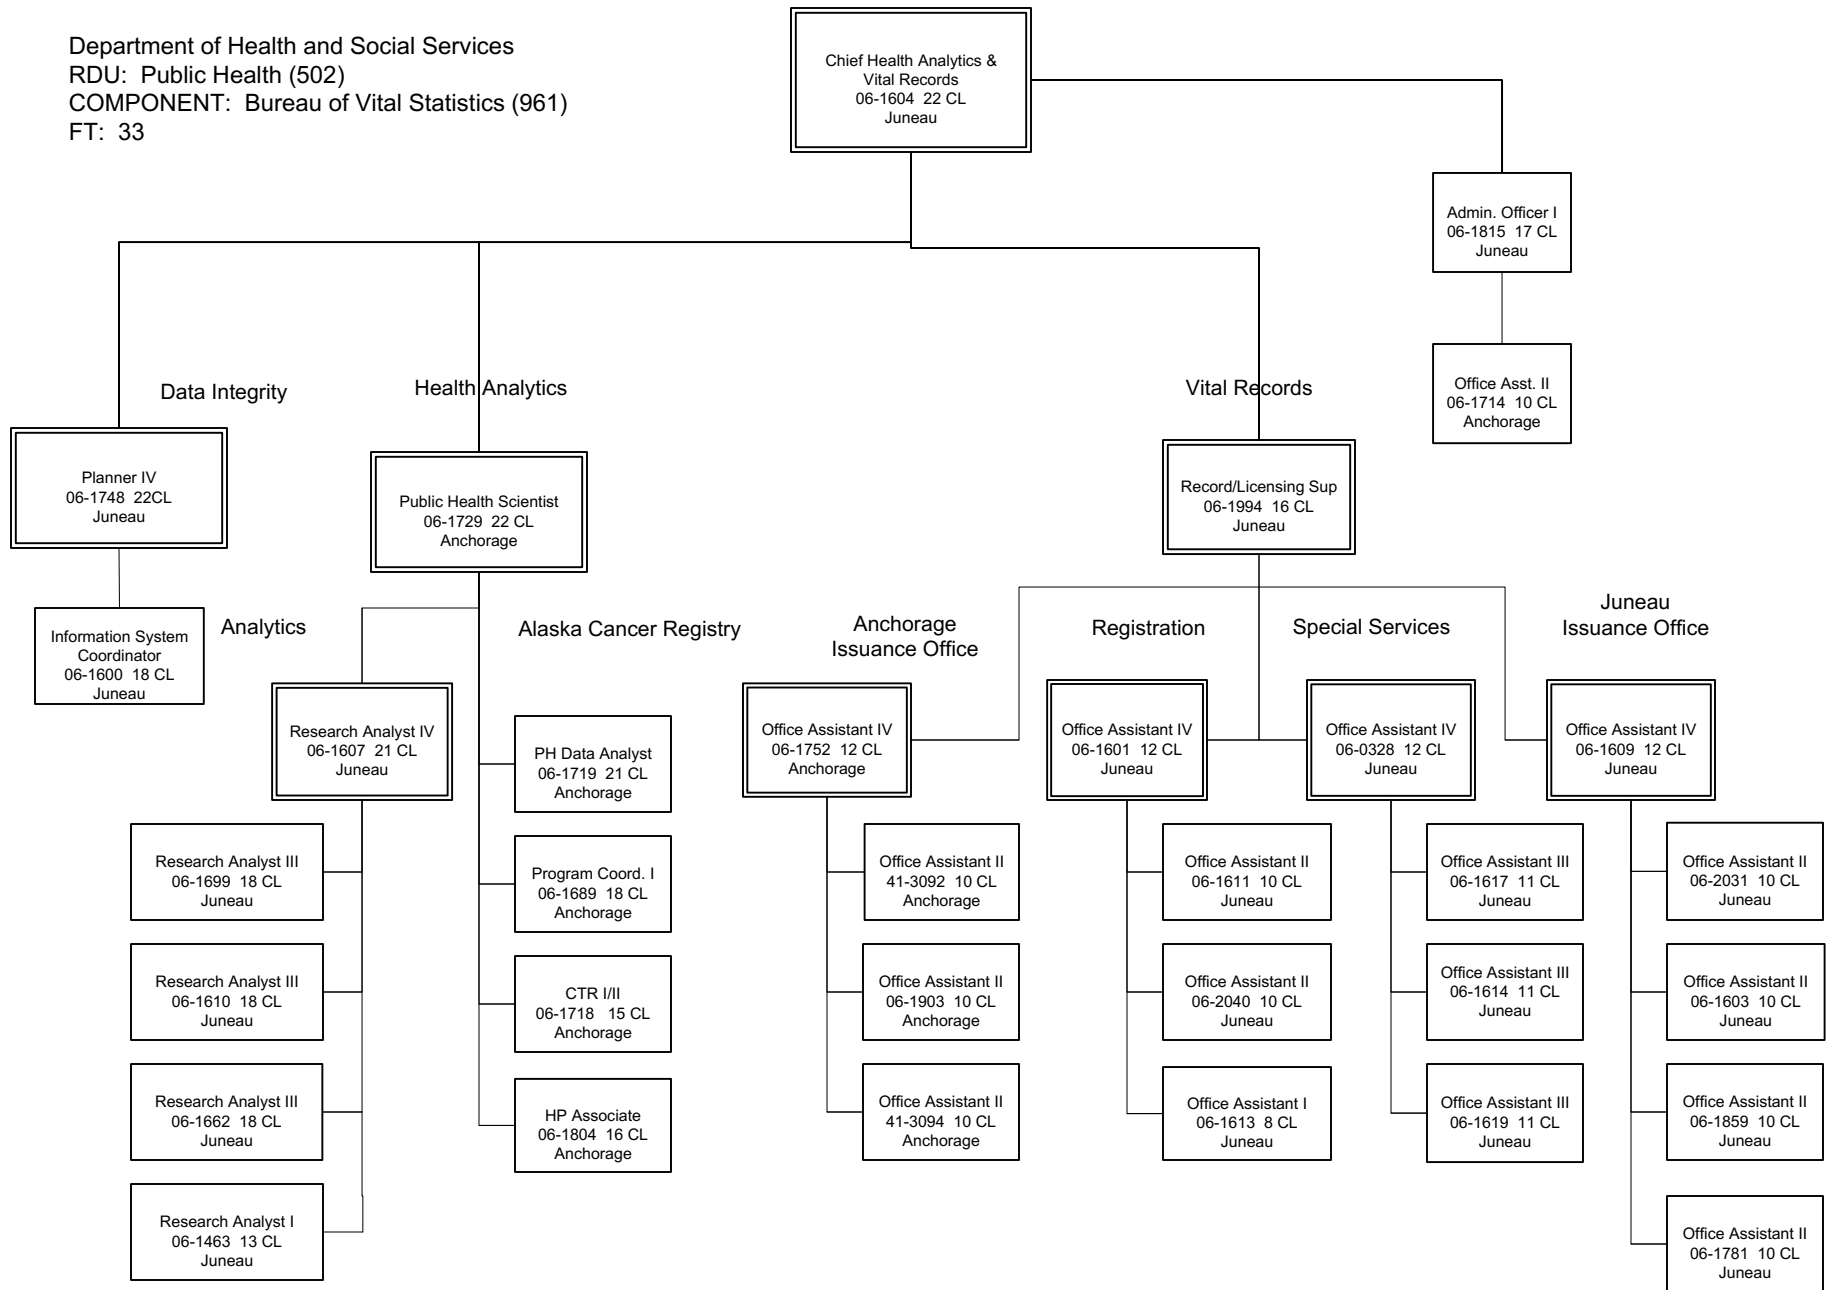 Department of Health and Social Services
RDU: Public Health (502)
COMPONENT: Bureau of Vital Statistics (961)
FT: 33
Chief Health Analytics &
Vital Records
06-1604 22 CL
Juneau
Admin. Officer I
06-1815 17 CL
Juneau
Office Asst. II
06-1714 10 CL
Anchorage
Data Integrity
Health Analytics
Vital Records
Planner IV
06-1748 22CL
Juneau
Public Health Scientist
06-1729 22 CL
Anchorage
Record/Licensing Sup
06-1994 16 CL
Juneau
Information System
Coordinator
06-1600 18 CL
Juneau
Analytics
Alaska Cancer Registry
Anchorage
Issuance Office
Registration
Special Services
Juneau
Issuance Office
Research Analyst IV
06-1607 21 CL
Juneau
Research Analyst III
06-1699 18 CL
Juneau
Research Analyst III
06-1610 18 CL
Juneau
Research Analyst III
06-1662 18 CL
Juneau
Research Analyst I
06-1463 13 CL
Juneau
PH Data Analyst
06-1719 21 CL
Anchorage
Program Coord. I
06-1689 18 CL
Anchorage
CTR I/II
06-1718 15 CL
Anchorage
HP Associate
06-1804 16 CL
Anchorage
Office Assistant IV
06-1752 12 CL
Anchorage
Office Assistant II
41-3092 10 CL
Anchorage
Office Assistant II
06-1903 10 CL
Anchorage
Office Assistant II
41-3094 10 CL
Anchorage
Office Assistant IV
06-1601 12 CL
Juneau
Office Assistant II
06-1611 10 CL
Juneau
Office Assistant II
06-2040 10 CL
Juneau
Office Assistant I
06-1613 8 CL
Juneau
Office Assistant IV
06-0328 12 CL
Juneau
Office Assistant III
06-1617 11 CL
Juneau
Office Assistant III
06-1614 11 CL
Juneau
Office Assistant III
06-1619 11 CL
Juneau
Office Assistant IV
06-1609 12 CL
Juneau
Office Assistant II
06-2031 10 CL
Juneau
Office Assistant II
06-1603 10 CL
Juneau
Office Assistant II
06-1859 10 CL
Juneau
Office Assistant II
06-1781 10 CL
Juneau